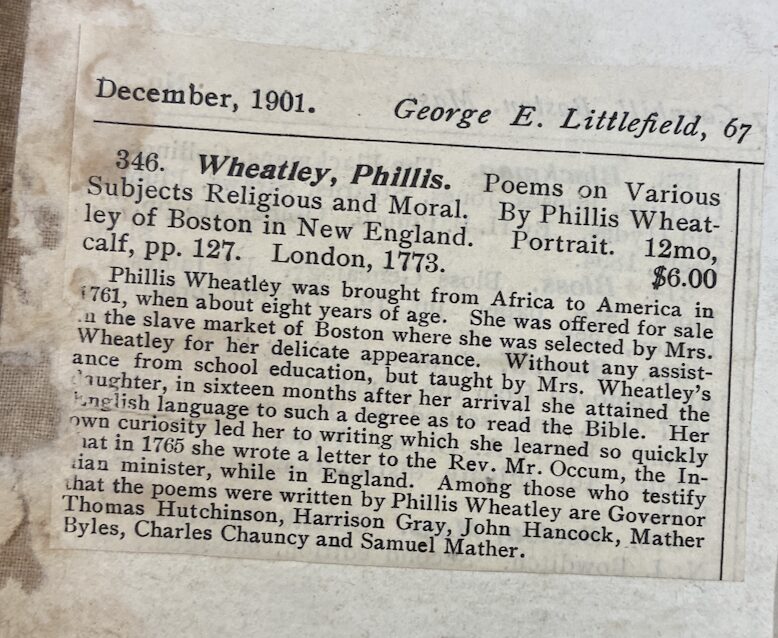 December, 1901. George E. Littlefield, 67
346. Wheatley, Phillis. Poems on Various
Subjects Religious and Moral. By Phillis Wheat-
ley of Boston in New England. Portrait. 12mo,
calf, pp. 127. London, 1773. $6.00
Phillis Wheatley was brought from Africa to America in
1761, when about eight years of age. She was offered for sale
in the slave market of Boston where she was selected by Mrs.
Wheatley for her delicate appearance. Without any assist-
ance from school education, but taught by Mrs. Wheatley's
daughter, in sixteen months after her arrival she attained the
English language to such a degree as to read the Bible. Her
own curiosity led her to writing which she learned so quickly
hat in 1765 she wrote a letter to the Rev. Mr. Occum, the In-
dian minister, while in England. Among those who testify
that the poems were written by Phillis Wheatley are Governor
Thomas Hutchinson, Harrison Gray, John Hancock, Mather
Byles, Charles Chauncy and Samuel Mather.